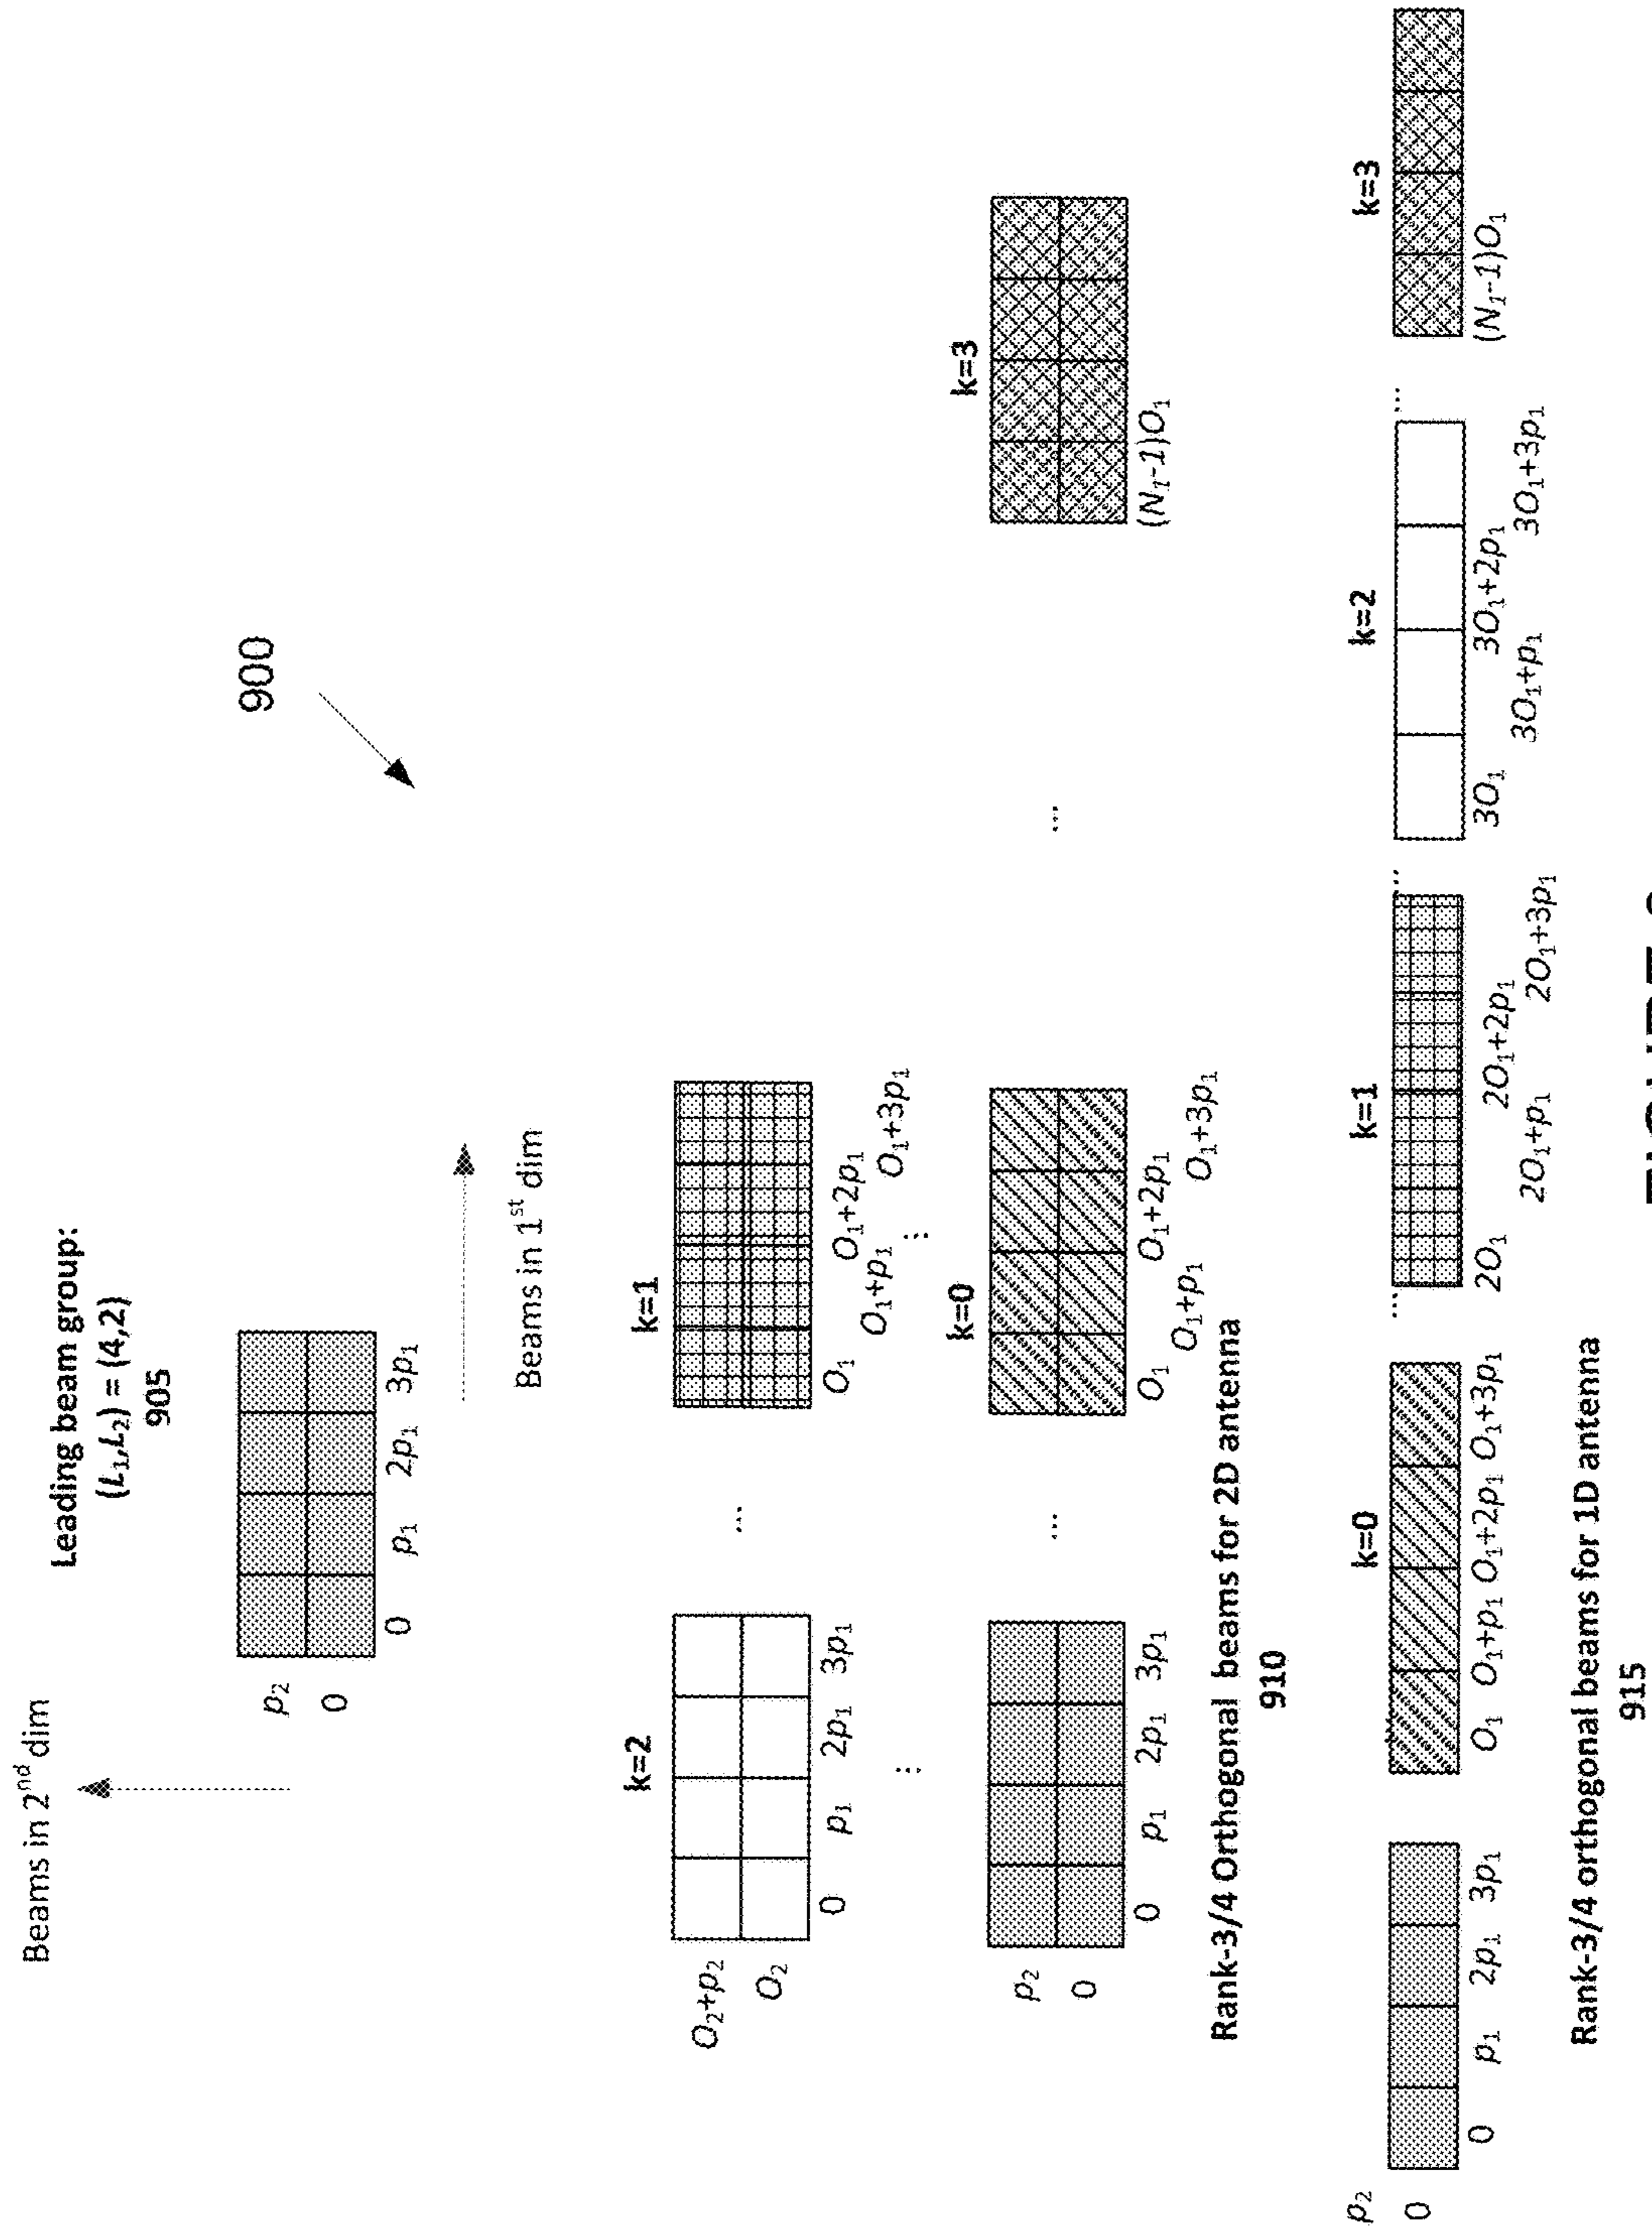 Beams in 2nd dim
Leading beam group:
(L1,L2) = (4,2)
905
900
p2
0
0 p1 2p1 3p1
Beams in 1st dim
k=2
k=1
O2+p2
O2
0 p1 2p1 3p1
...
O1 O1+p1 O1+2p1 O1+3p1
...
...
k=0
k=3
p2
0
0 p1 2p1 3p1
...
O1 O1+p1 O1+2p1 O1+3p1
...
(N1-1)O1
Rank-3/4 Orthogonal beams for 2D antenna
910
k=0
k=1
k=2
k=3
p2
0
0 p1 2p1 3p1
O1 O1+p1 O1+2p1 O1+3p1
...
2O1 2O1+p1 2O1+2p1 2O1+3p1
...
3O1 3O1+p1 3O1+2p1 3O1+3p1
...
(N1-1)O1
Rank-3/4 orthogonal beams for 1D antenna
915